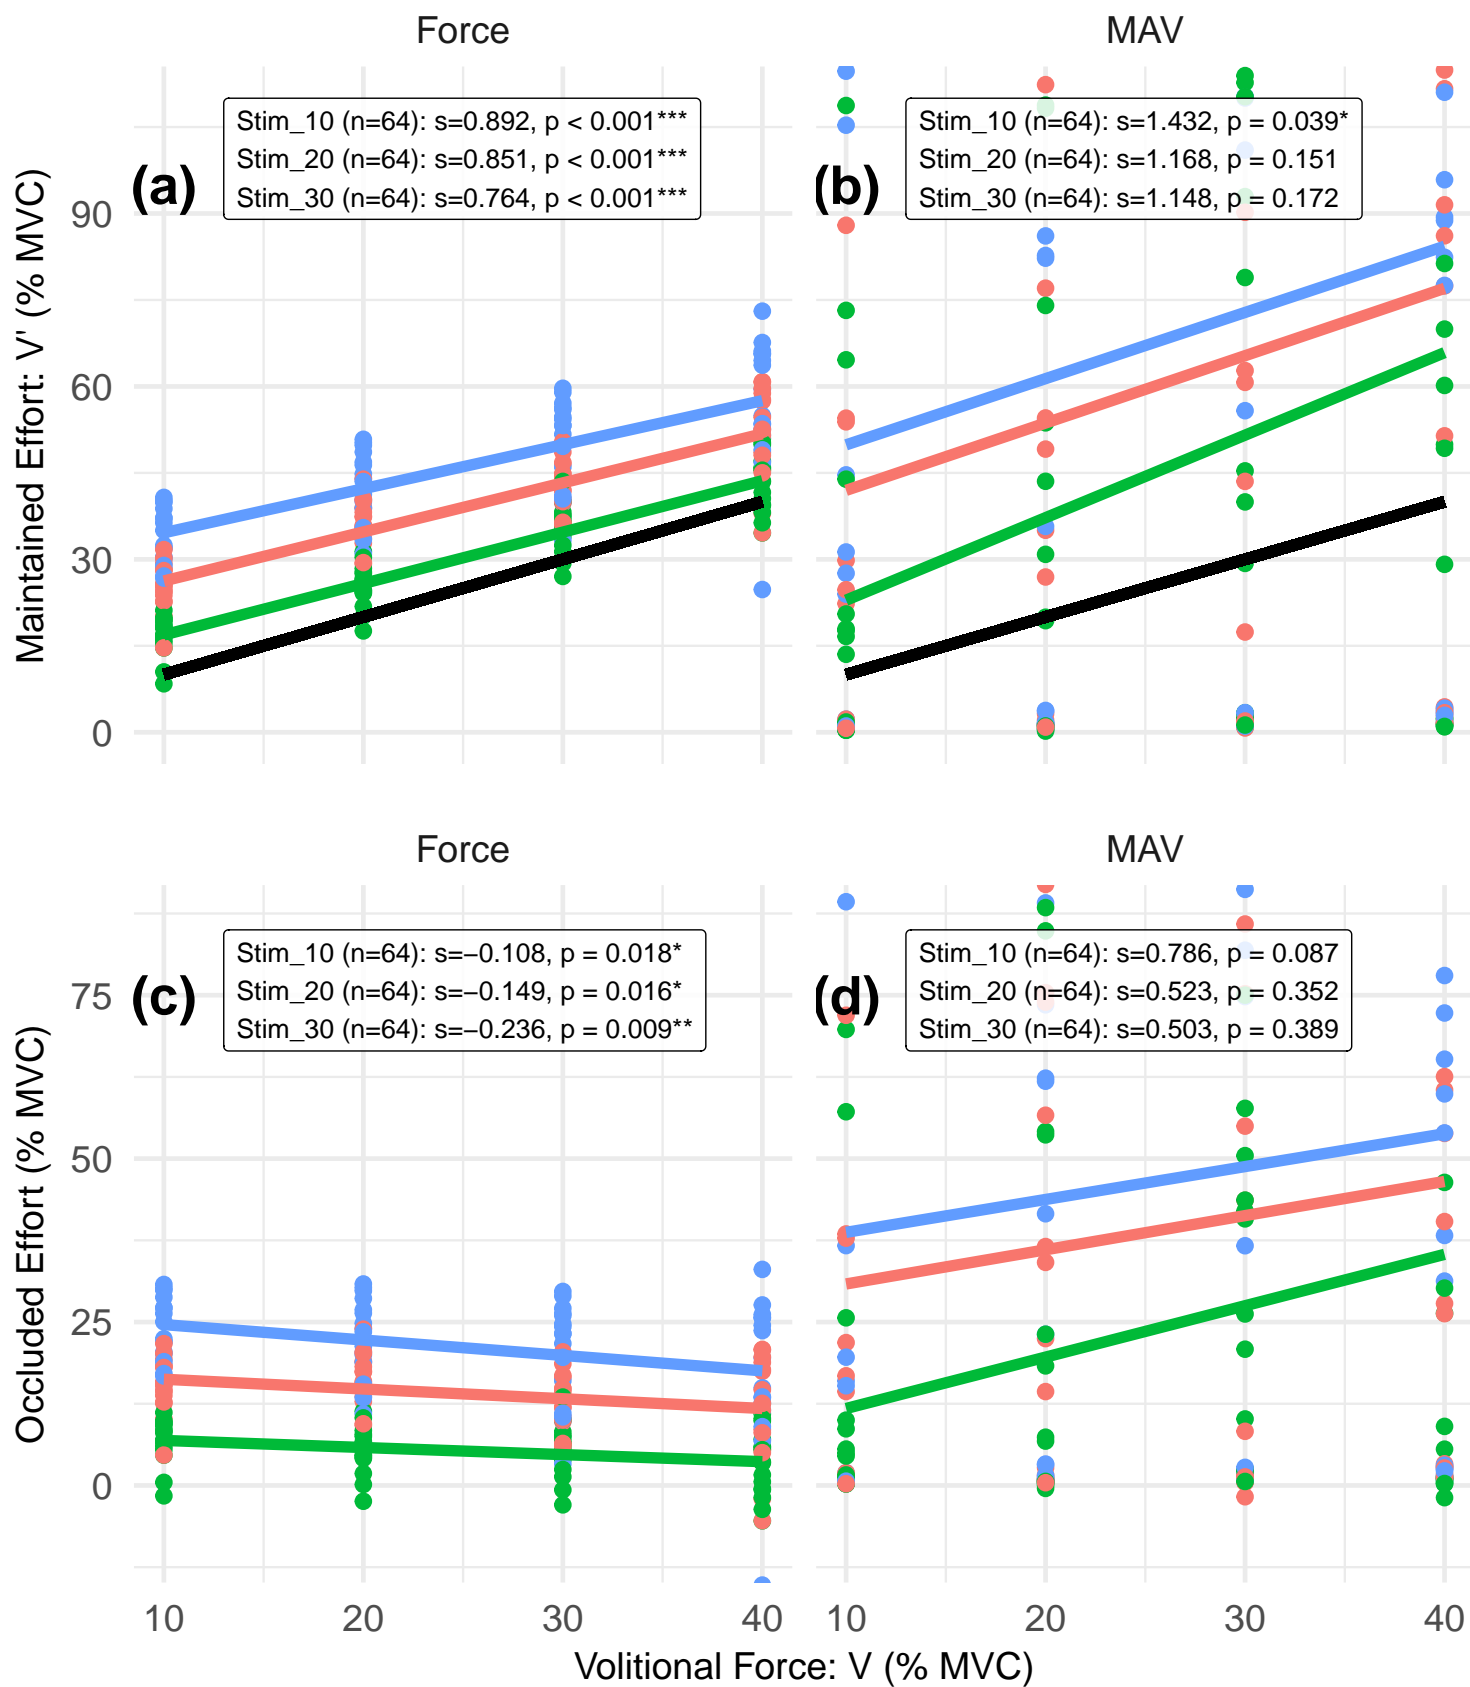 Force
MAV
Stim_10 (n=64): s=0.892, p < 0.001***
Stim_20 (n=64): s=0.851, p < 0.001***
Stim_30 (n=64): s=0.764, p < 0.001***
(a)
Stim_10 (n=64): s=1.432, p = 0.039*
Stim_20 (n=64): s=1.168, p = 0.151
Stim_30 (n=64): s=1.148, p = 0.172
(b)
Maintained Effort: V' (% MVC)
90
60
30
0
Force
MAV
Stim_10 (n=64): s=−0.108, p = 0.018*
Stim_20 (n=64): s=−0.149, p = 0.016*
Stim_30 (n=64): s=−0.236, p = 0.009**
(c)
Stim_10 (n=64): s=0.786, p = 0.087
Stim_20 (n=64): s=0.523, p = 0.352
Stim_30 (n=64): s=0.503, p = 0.389
(d)
Occluded Effort (% MVC)
75
50
25
0
10 20 30 40 10 20 30 40
Volitional Force: V (% MVC)